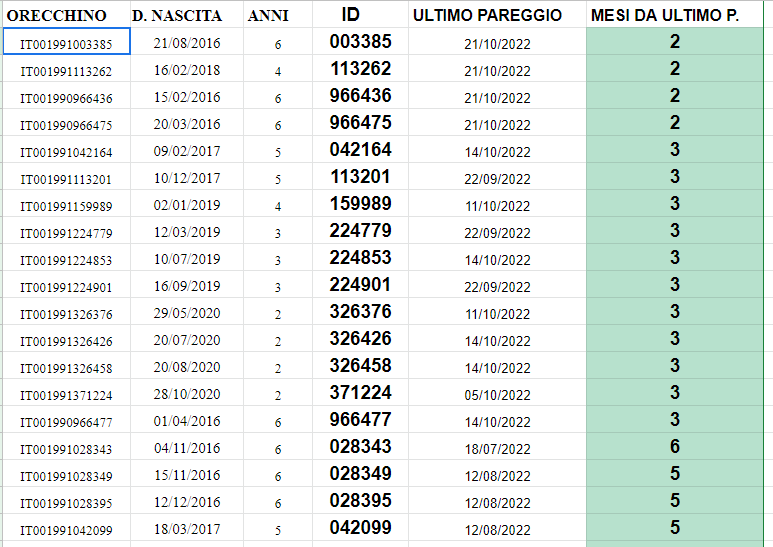 ORECCHINO D. NASCITA ANNI ID ULTIMO PAREGGIO MESI DA ULTIMO P.
IT001991003385 21/08/2016 6 003385 21/10/2022 2
IT001991113262 16/02/2018 4 113262 21/10/2022 2
IT001990966436 15/02/2016 6 966436 21/10/2022 2
IT001990966475 20/03/2016 6 966475 21/10/2022 2
IT001991042164 09/02/2017 5 042164 14/10/2022 3
IT001991113201 10/12/2017 5 113201 22/09/2022 3
IT001991159989 02/01/2019 4 159989 11/10/2022 3
IT001991224779 12/03/2019 3 224779 22/09/2022 3
IT001991224853 10/07/2019 3 224853 14/10/2022 3
IT001991224901 16/09/2019 3 224901 22/09/2022 3
IT001991326376 29/05/2020 2 326376 11/10/2022 3
IT001991326426 20/07/2020 2 326426 14/10/2022 3
IT001991326458 20/08/2020 2 326458 14/10/2022 3
IT001991371224 28/10/2020 2 371224 05/10/2022 3
IT001990966477 01/04/2016 6 966477 14/10/2022 3
IT001991028343 04/11/2016 6 028343 18/07/2022 6
IT001991028349 15/11/2016 6 028349 12/08/2022 5
IT001991028395 12/12/2016 6 028395 12/08/2022 5
IT001991042099 18/03/2017 5 042099 12/08/2022 5